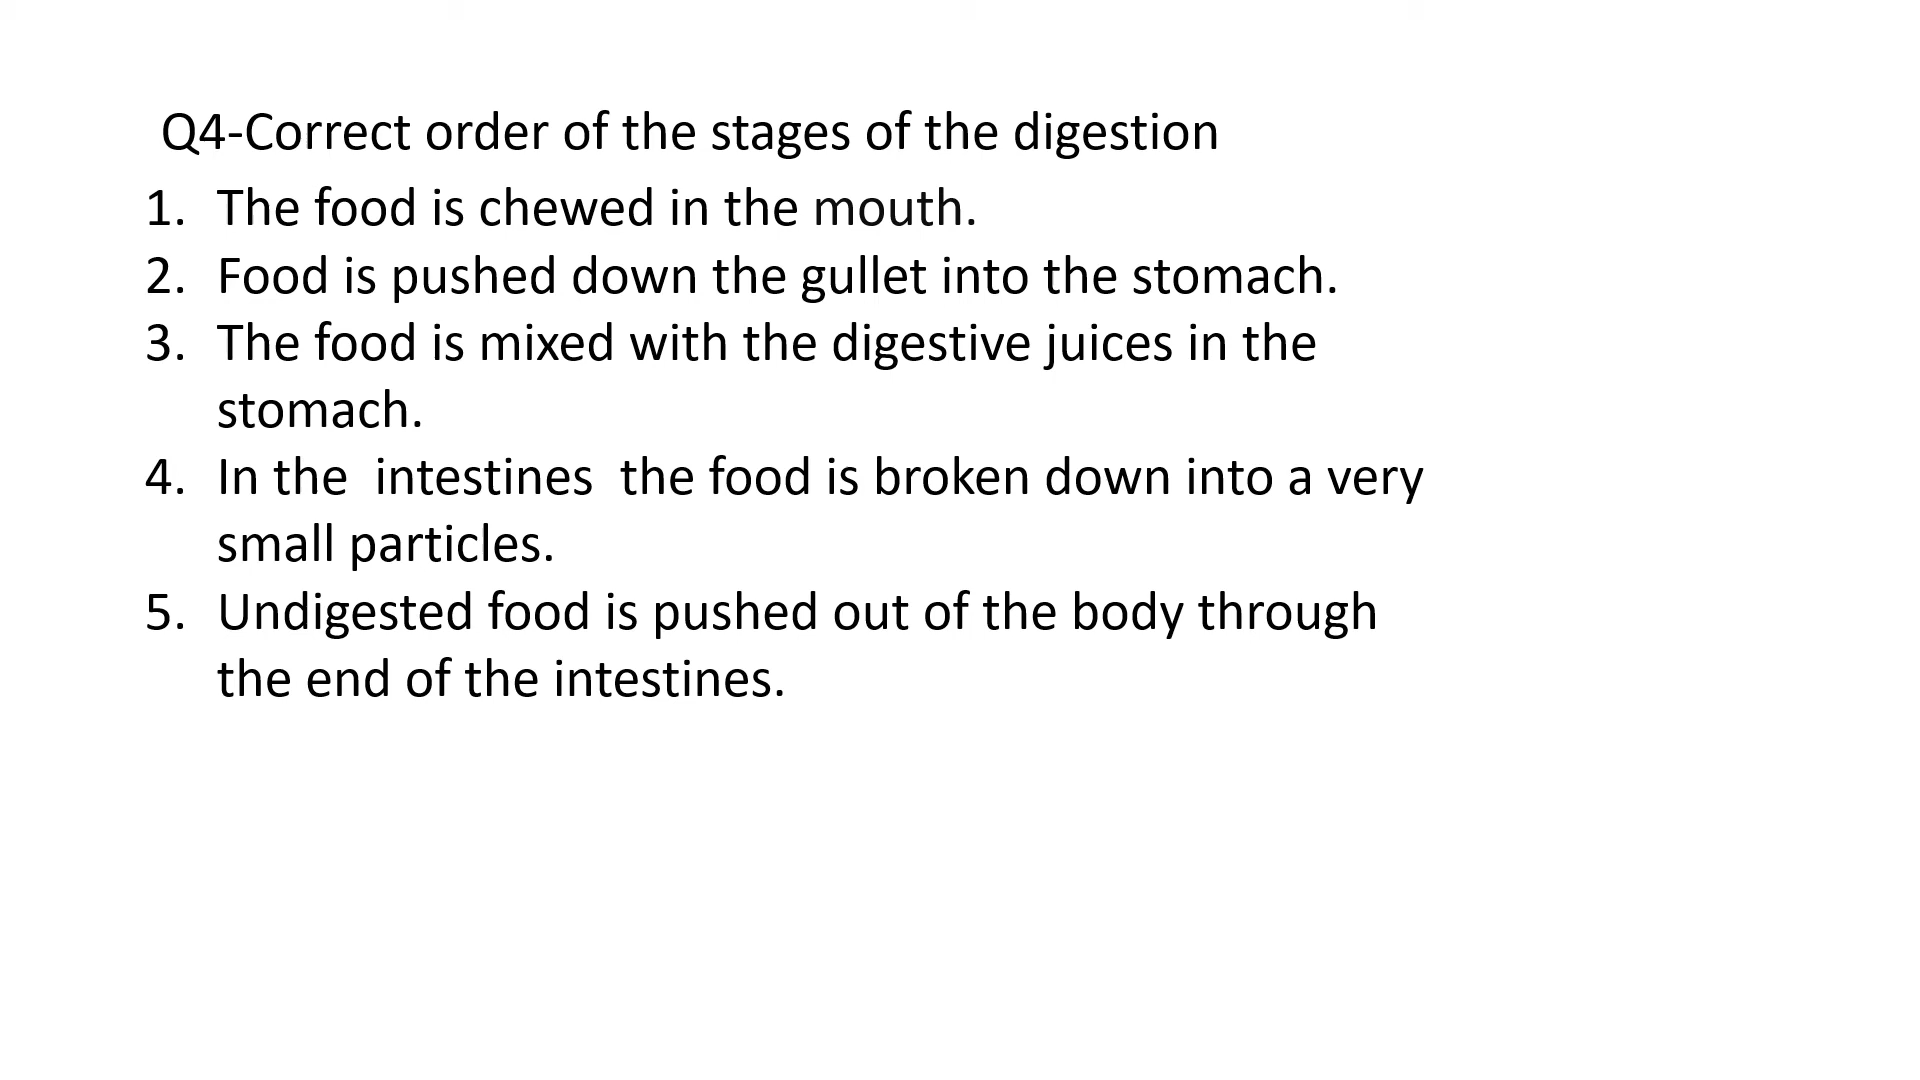 Q4-Correct order of the stages of the digestion
1. The food is chewed in the mouth.
2. Food is pushed down the gullet into the stomach.
3. The food is mixed with the digestive juices in the
stomach.
4. In the  intestines  the food is broken down into a very
small particles.
5. Undigested food is pushed out of the body through
the end of the intestines.